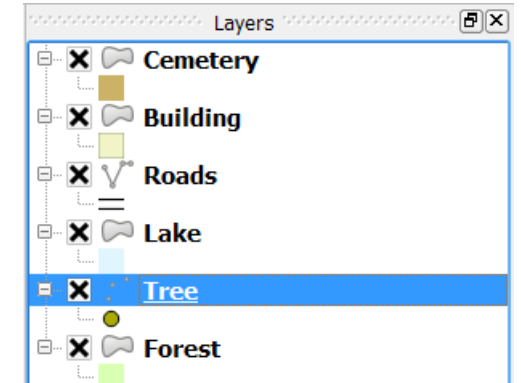 Layers
Cemetery
Building
Roads
Lake
Tree
Forest